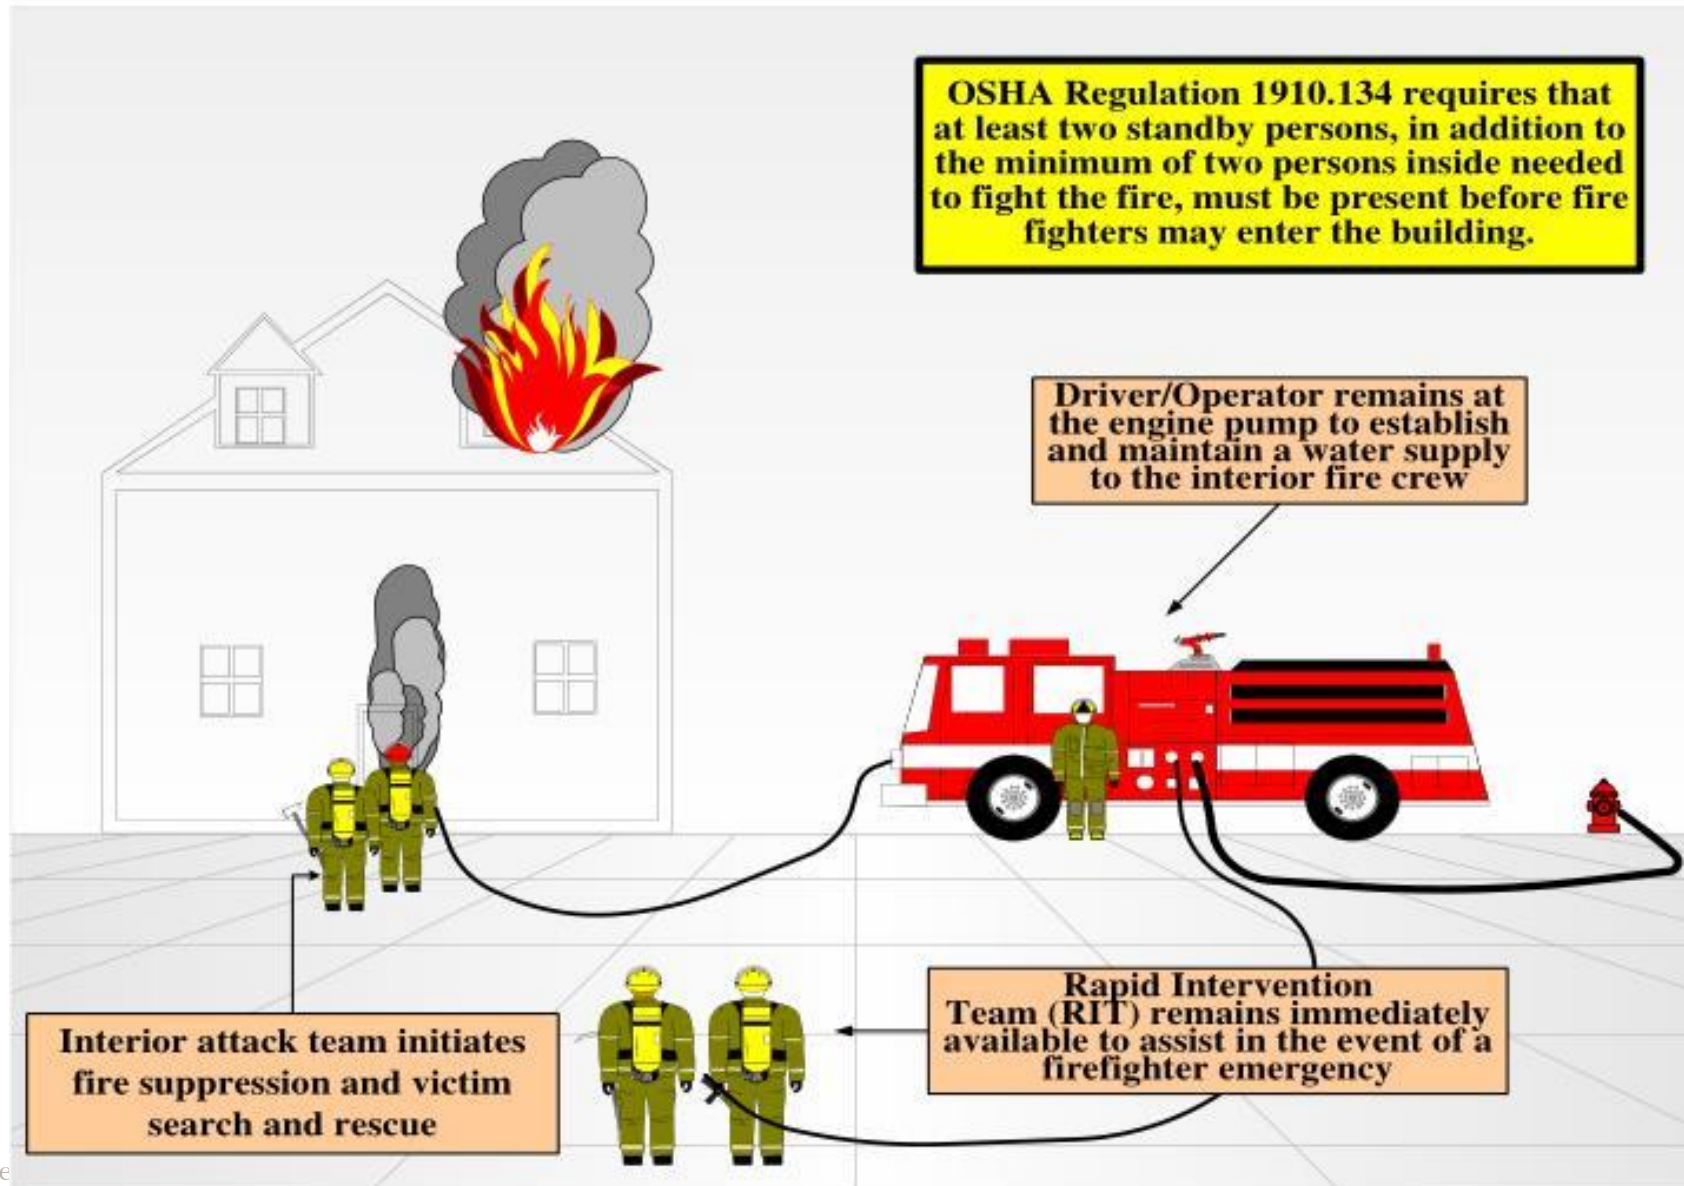 OSHA Regulation 1910.134 requires that
at least two standby persons, in addition to
the minimum of two persons inside needed
to fight the fire, must be present before fire
fighters may enter the building.
Driver/Operator remains at
the engine pump to establish
and maintain a water supply
to the interior fire crew
Rapid Intervention
Team (RIT) remains immediately
available to assist in the event of a
firefighter emergency
Interior attack team initiates
fire suppression and victim
search and rescue
e